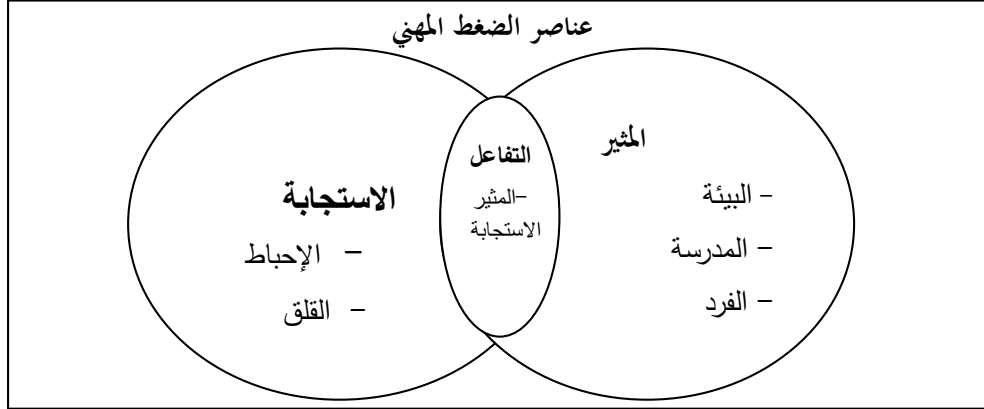 عناصر الضغط المهني
المثير
- البيئة
- المدرسة
- الفرد
التفاعل
-المثير
الاستجابة
الاستجابة
- الإحباط
- القلق